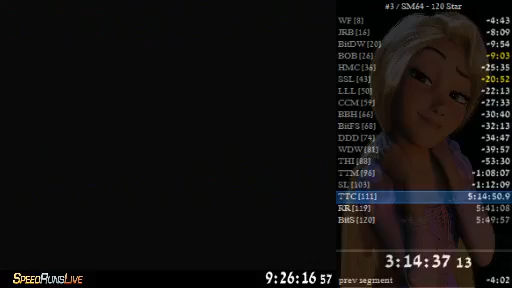 #3 / SM64 - 120 Star
WF [8] -4:43
JRB [16] -8:09
BitDW [20] -9:54
BOB [26] -9:03
HMC [36] -25:35
SSL [43] -20:52
LLL [50] -22:13
CCM [59] -27:33
BBH [66] -30:40
BitFS [68] -32:13
DDD [74] -34:47
WDW [81] -39:57
THI [88] -53:30
TTM [96] -1:08:07
SL [103] -1:12:09
TTC [111] 5:14:50.9
RR [119] 5:41:08
BitS [120] 5:49:57
3:14:37 13
SPEEDRUNSLIVE 9:26:16 57 prev segment -4:02